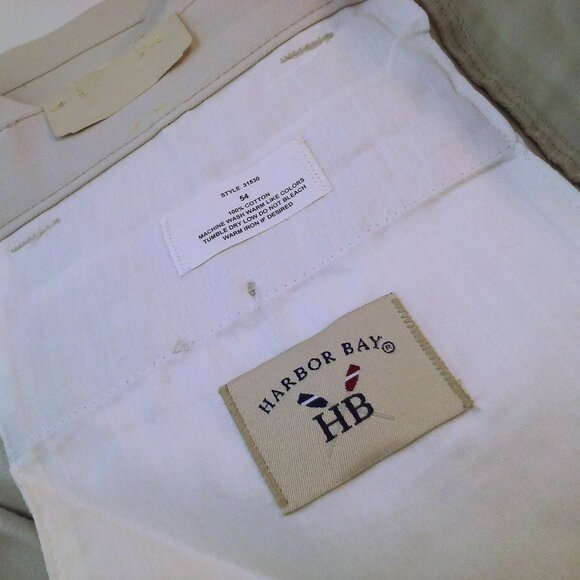 STYLE 31530
54
100% COTTON
MACHINE WASH WARM LIKE COLORS
TUMBLE DRY LOW DO NOT BLEACH
WARM IRON IF DESIRED
HARBOR BAY®
HB